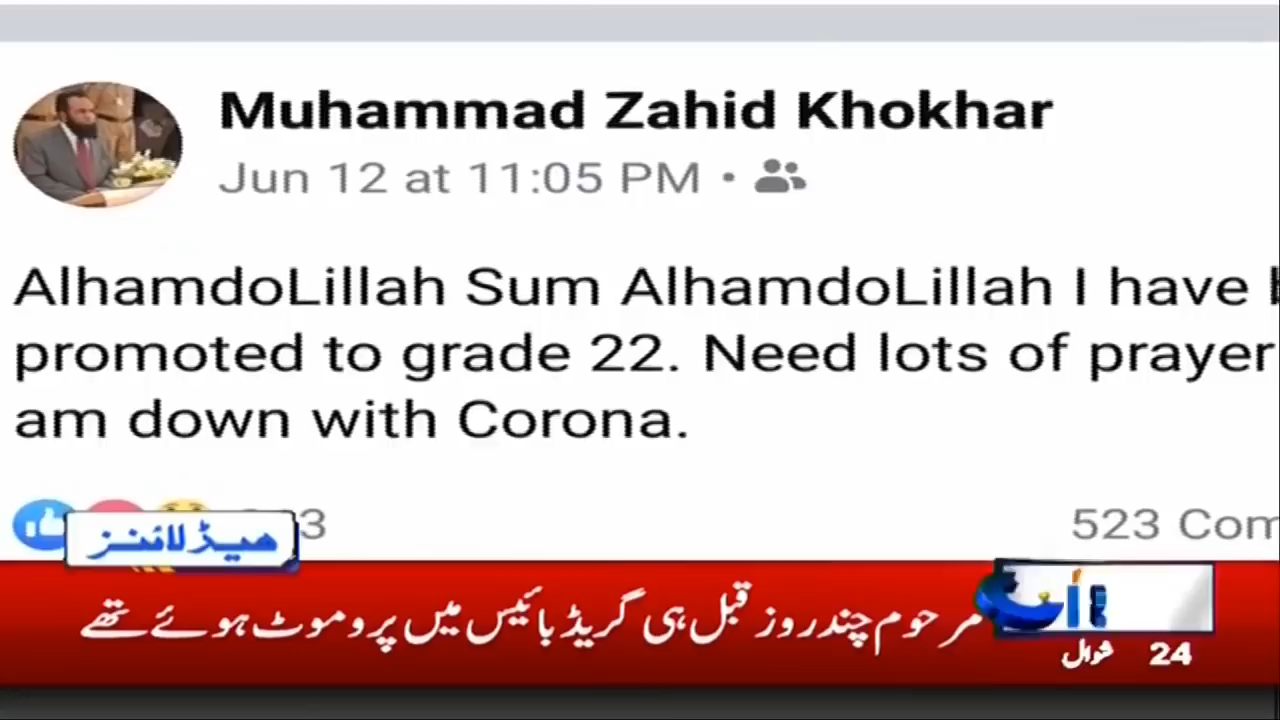 Muhammad Zahid Khokhar
Jun 12 at 11:05 PM
AlhamdoLillah Sum AlhamdoLillah I have
promoted to grade 22. Need lots of prayer
am down with Corona.
523
ہیڈلائنز
مرحوم چند روز قبل ہی گریڈ بائیس میں پروموٹ ہوئے تھے
24 شوال